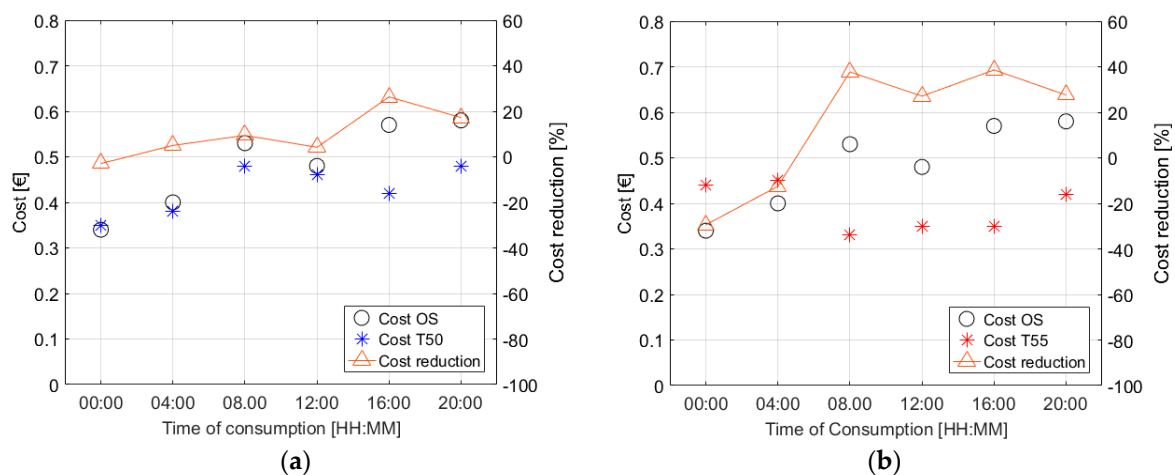 0.8
0.7
0.6
0.5
0.4
0.3
0.2
0.1
0
Cost [€]
60
40
20
0
-20
-40
-60
-80
-100
Cost reduction [%]
Cost OS
Cost T50
Cost reduction
00:00 04:00 08.00 12:00 16:00 20:00
Time of consumption [HH:MM]
(a)
0.8
0.7
0.6
0.5
0.4
0.3
0.2
0.1
0
Cost [€]
60
40
20
0
-20
-40
-60
-80
-100
Cost reduction [%]
Cost OS
Cost T55
Cost reduction
00:00 04:00 08:00 12:00 16:00 20:00
Time of Consumption [HH:MM]
(b)